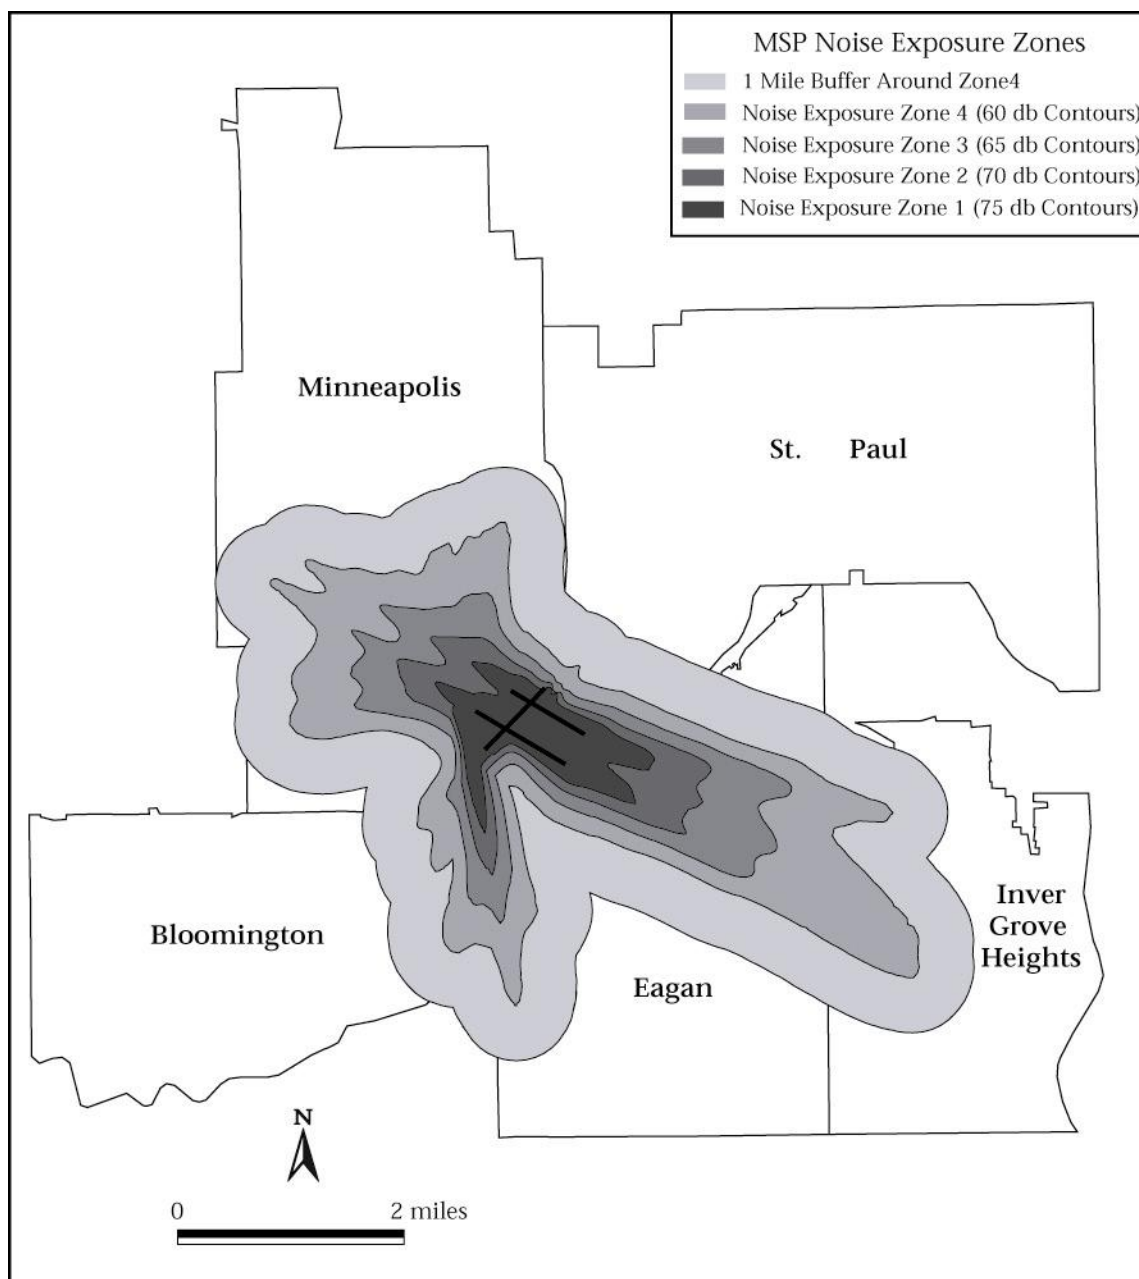 MSP Noise Exposure Zones
1 Mile Buffer Around Zone4
Noise Exposure Zone 4 (60 db Contours)
Noise Exposure Zone 3 (65 db Contours)
Noise Exposure Zone 2 (70 db Contours)
Noise Exposure Zone 1 (75 db Contours)
Minneapolis
St. Paul
Inver
Grove
Heights
Bloomington
Eagan
N
0 2 miles